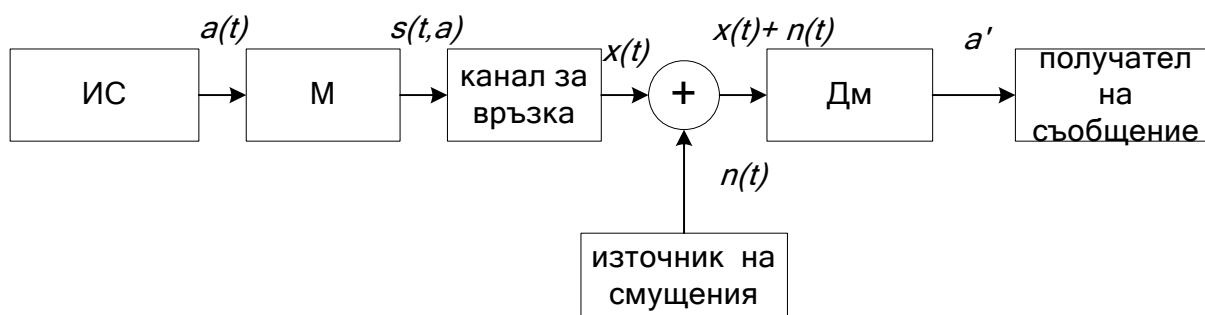 a(t)
s(t,a)
x(t)
x(t)+ n(t)
a'
ИС
М
канал за
връзка
+
Дм
получател
на
съобщение
n(t)
източник на
смущения